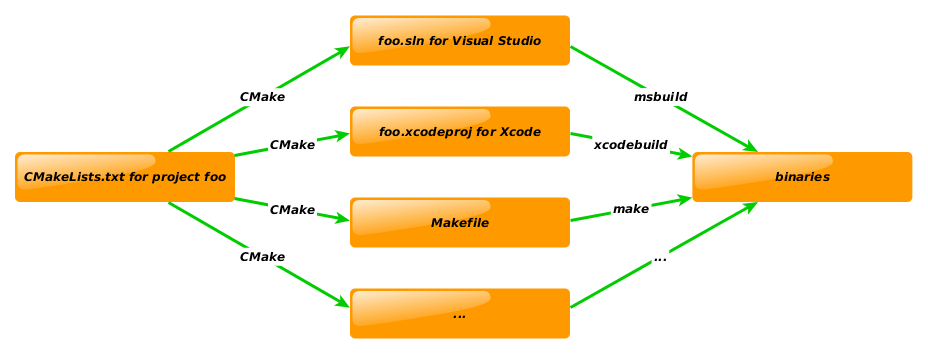 foo.sln for Visual Studio
CMake
msbuild
foo.xcodeproj for Xcode
CMake
xcodebuild
CMakeLists.txt for project foo
binaries
CMake
make
Makefile
CMake
...
...